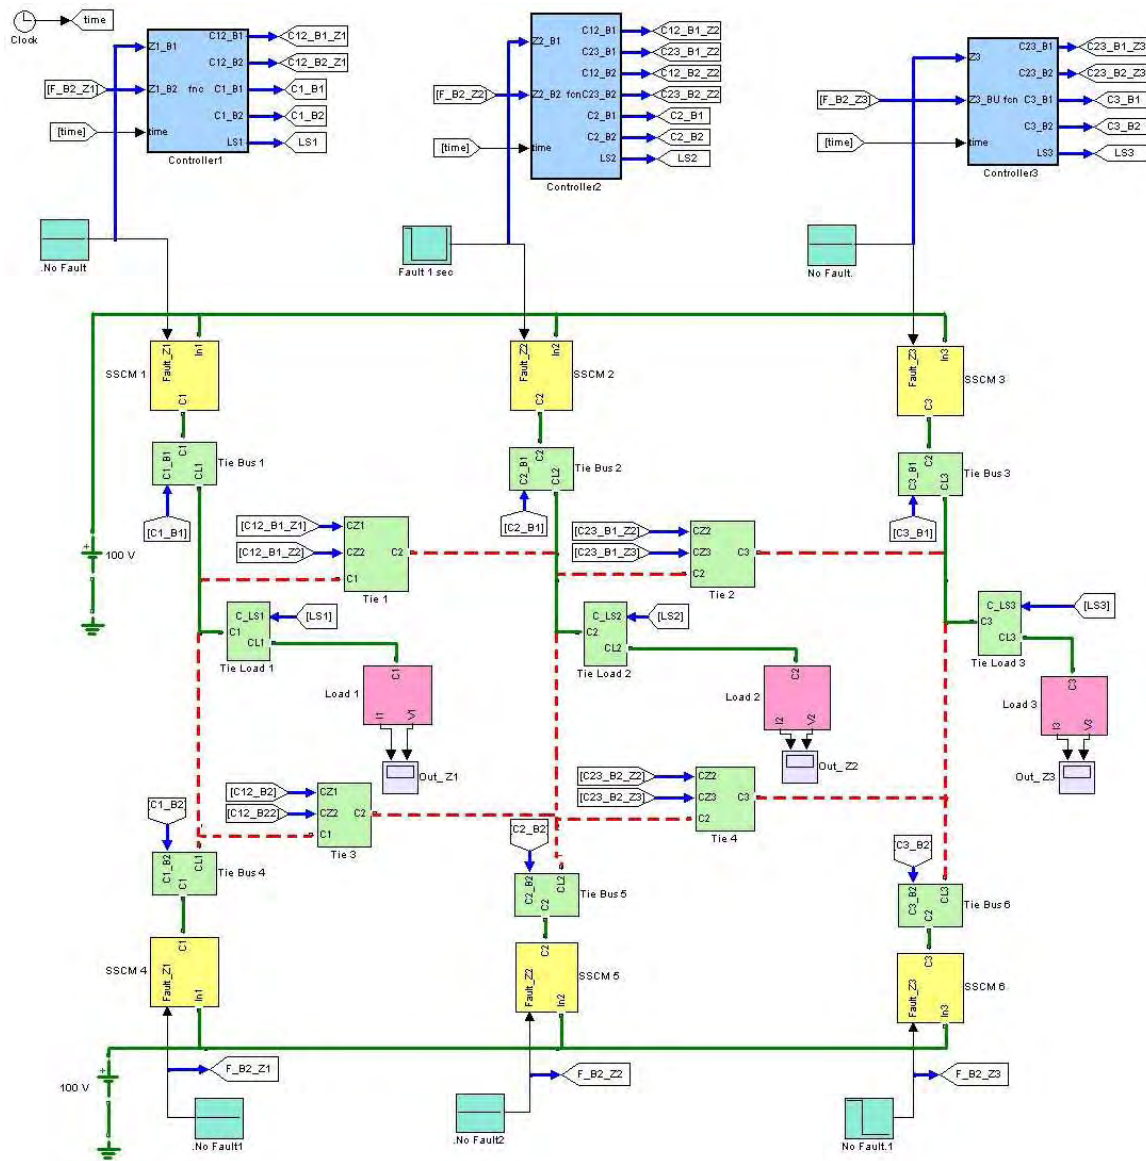 Clock
time
Z1_B1
Z1_B2
time
fnc
C12_B1
C12_B2
C1_B1
C1_B2
LS1
C12_B1_Z1
C12_B2_Z1
C1_B1
C1_B2
LS1
[F_B2_Z1]
[time]
Controller1
Z2_B1
Z2_B2
time
fcn
C12_B1
C23_B1
C12_B2
C23_B2
C2_B1
C2_B2
LS2
C12_B1_Z2
C23_B1_Z2
C12_B2_Z2
C23_B2_Z2
C2_B1
C2_B2
LS2
[F_B2_Z2]
[time]
Controller2
Z3
Z3_BU
time
fcn
C23_B1
C23_B2
C3_B1
C3_B2
LS3
C23_B1_Z3
C23_B2_Z3
C3_B1
C3_B2
LS3
[F_B2_Z3]
[time]
Controller3
.No Fault
Fault 1 sec
No Fault.
SSCM 1
Fault_Z1
In1
C1
SSCM 2
Fault_Z2
In2
C2
SSCM 3
Fault_Z3
In3
C3
C1_B1
C1
CL1
Tie Bus 1
[C1_B1]
C2_B1
C2
CL2
Tie Bus 2
[C2_B1]
C3_B1
C2
CL3
Tie Bus 3
[C3_B1]
+
100 V
[C12_B1_Z1]
[C12_B1_Z2]
CZ1
CZ2
C1
C2
Tie 1
[C23_B1_Z2]
[C23_B1_Z3]
CZ2
CZ3
C2
C3
Tie 2
C_LS1
C1
CL1
[LS1]
Tie Load 1
C_LS2
C2
CL2
[LS2]
Tie Load 2
C_LS3
C3
CL3
[LS3]
Tie Load 3
Load 1
C1
I1
V1
Out_Z1
Load 2
C2
I2
V2
Out_Z2
Load 3
C3
I3
V3
Out_Z3
[C12_B2]
[C12_B22]
CZ1
CZ2
C1
C2
Tie 3
[C23_B2_Z2]
[C23_B2_Z3]
CZ2
CZ3
C2
C3
Tie 4
[C1_B2]
C1_B2
C1
CL1
Tie Bus 4
[C2_B2]
C2_B2
C2
CL2
Tie Bus 5
[C3_B2]
C3_B2
C2
CL3
Tie Bus 6
SSCM 4
Fault_Z1
C1
In1
SSCM 5
Fault_Z2
C2
In2
SSCM 6
Fault_Z3
C3
In3
+
100 V
F_B2_Z1
F_B2_Z2
F_B2_Z3
.No Fault1
.No Fault2
No Fault.1